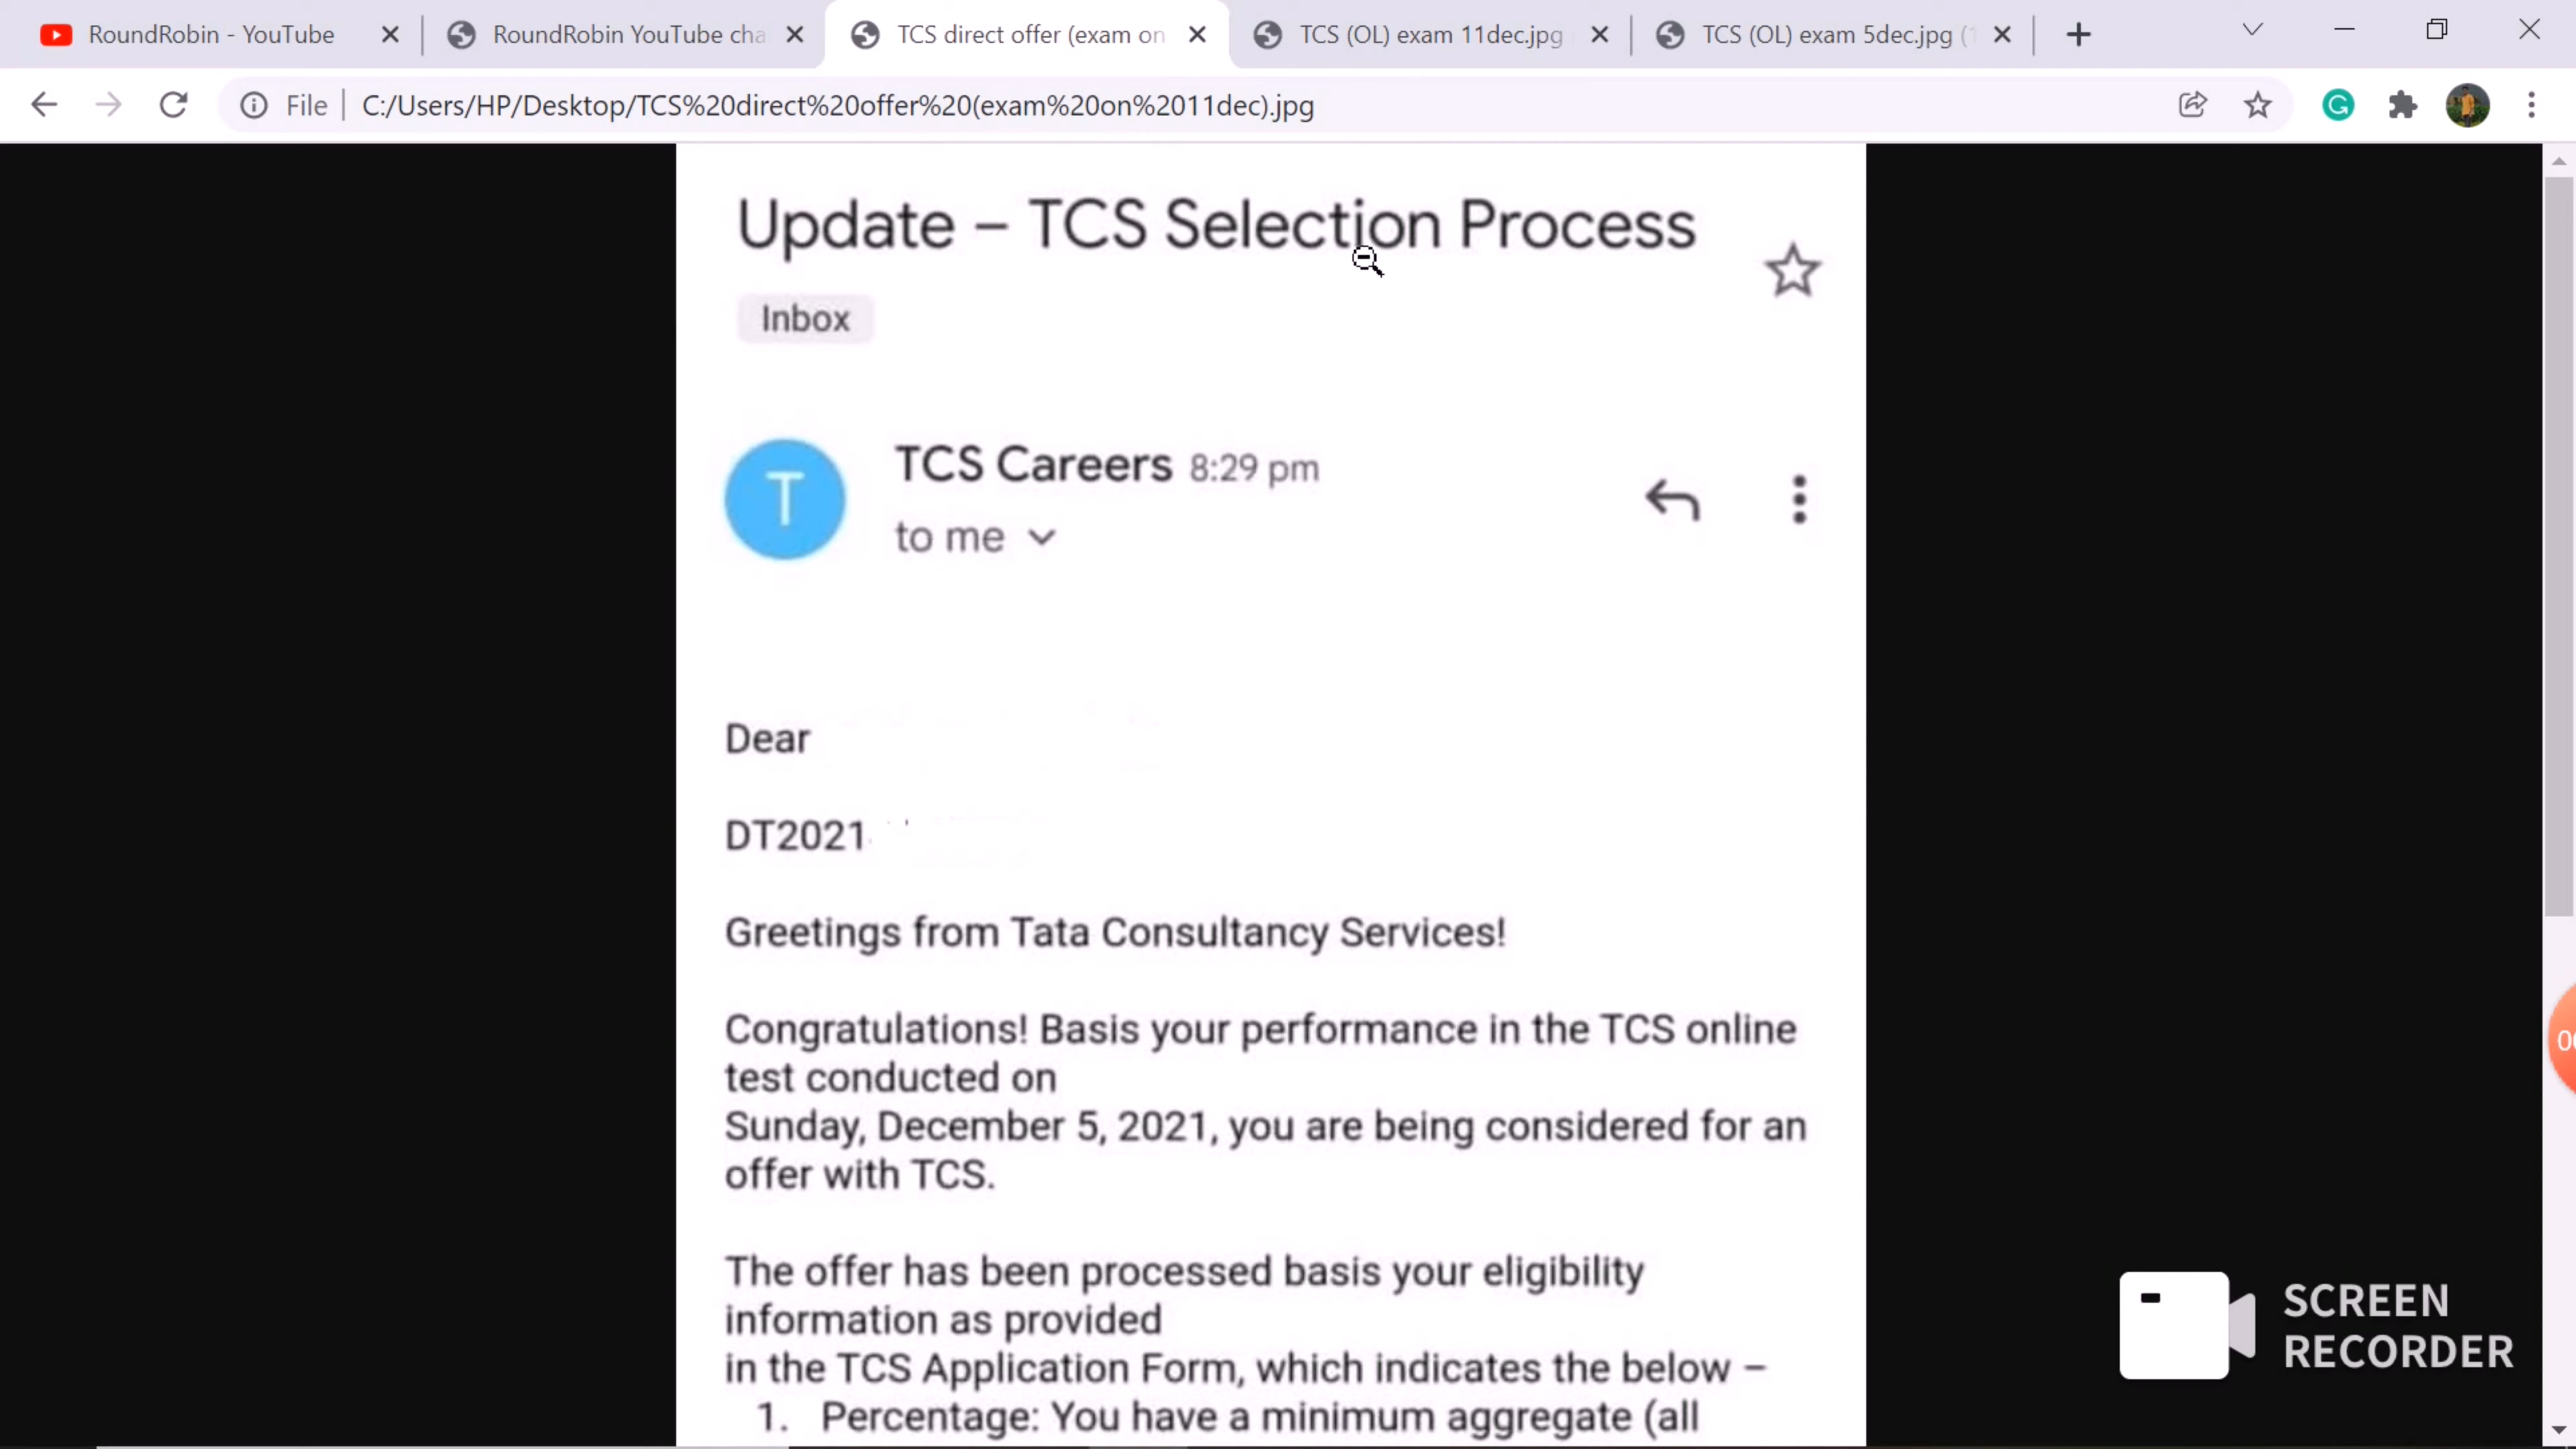 RoundRobin - YouTube
RoundRobin YouTube cha
TCS direct offer (exam on
TCS (OL) exam 11dec.jpg
TCS (OL) exam 5dec.jpg (1
File
C:/Users/HP/Desktop/TCS%20direct%20offer%20(exam%20on%2011dec).jpg
Update – TCS Selection Process
Inbox
T
TCS Careers 8:29 pm
to me
Dear
DT2021
Greetings from Tata Consultancy Services!
Congratulations! Basis your performance in the TCS online
test conducted on
Sunday, December 5, 2021, you are being considered for an
offer with TCS.
The offer has been processed basis your eligibility
information as provided
in the TCS Application Form, which indicates the below –
1. Percentage: You have a minimum aggregate (all
SCREEN
RECORDER